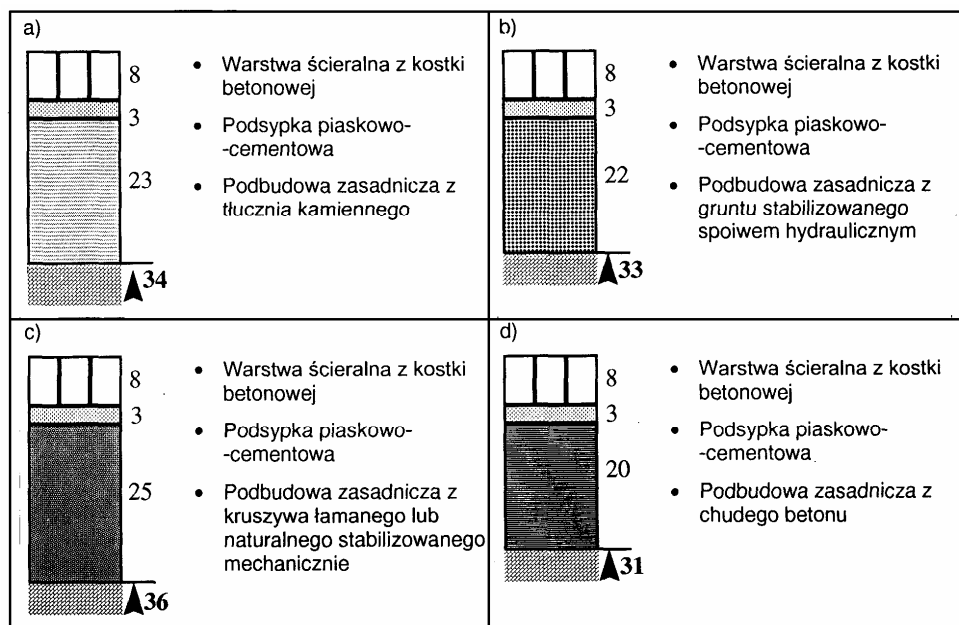 a)
8
3
23
34
• Warstwa ścieralna z kostki
betonowej
• Podsypka piaskowo-
-cementowa
• Podbudowa zasadnicza z
tłucznia kamiennego
b)
8
3
22
33
• Warstwa ścieralna z kostki
betonowej
• Podsypka piaskowo-
-cementowa
• Podbudowa zasadnicza z
gruntu stabilizowanego
spoiwem hydraulicznym
c)
8
3
25
36
• Warstwa ścieralna z kostki
betonowej
• Podsypka piaskowo-
-cementowa
• Podbudowa zasadnicza z
kruszywa łamanego lub
naturalnego stabilizowanego
mechanicznie
d)
8
3
20
31
• Warstwa ścieralna z kostki
betonowej
• Podsypka piaskowo-
-cementowa
• Podbudowa zasadnicza z
chudego betonu